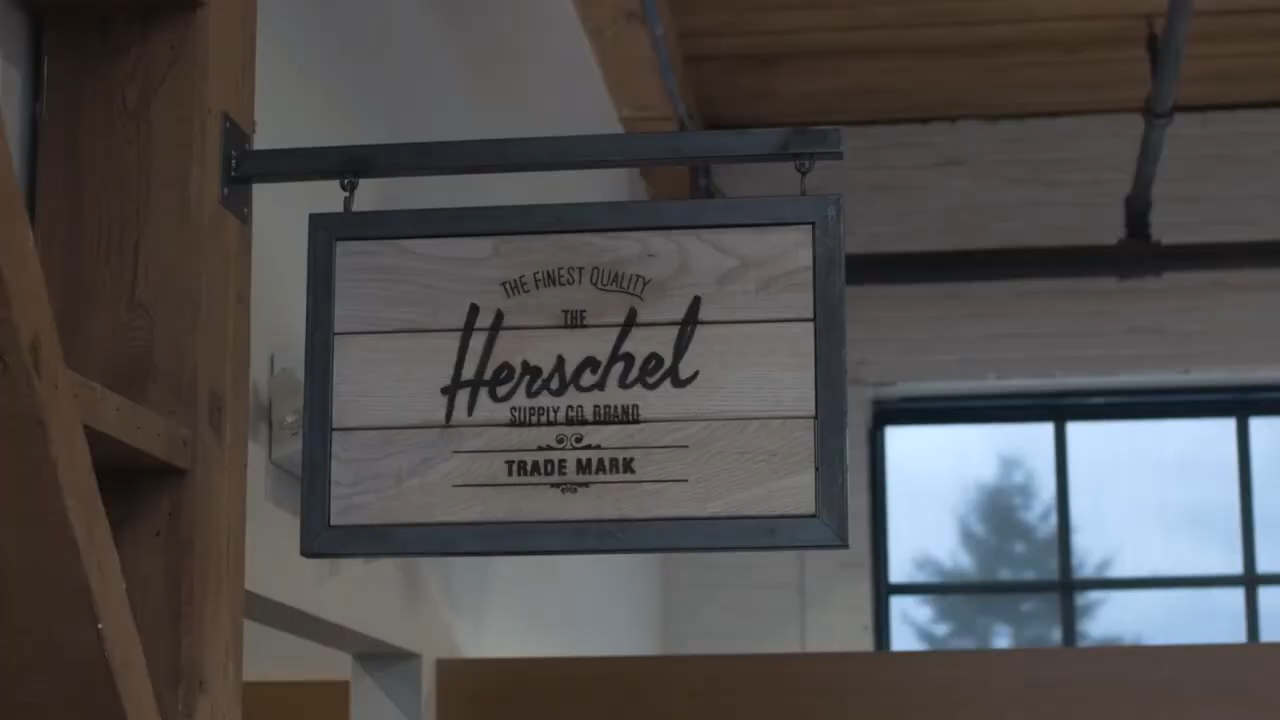 THE FINEST QUALITY
THE
Herschel
SUPPLY CO. BRAND
TRADE MARK